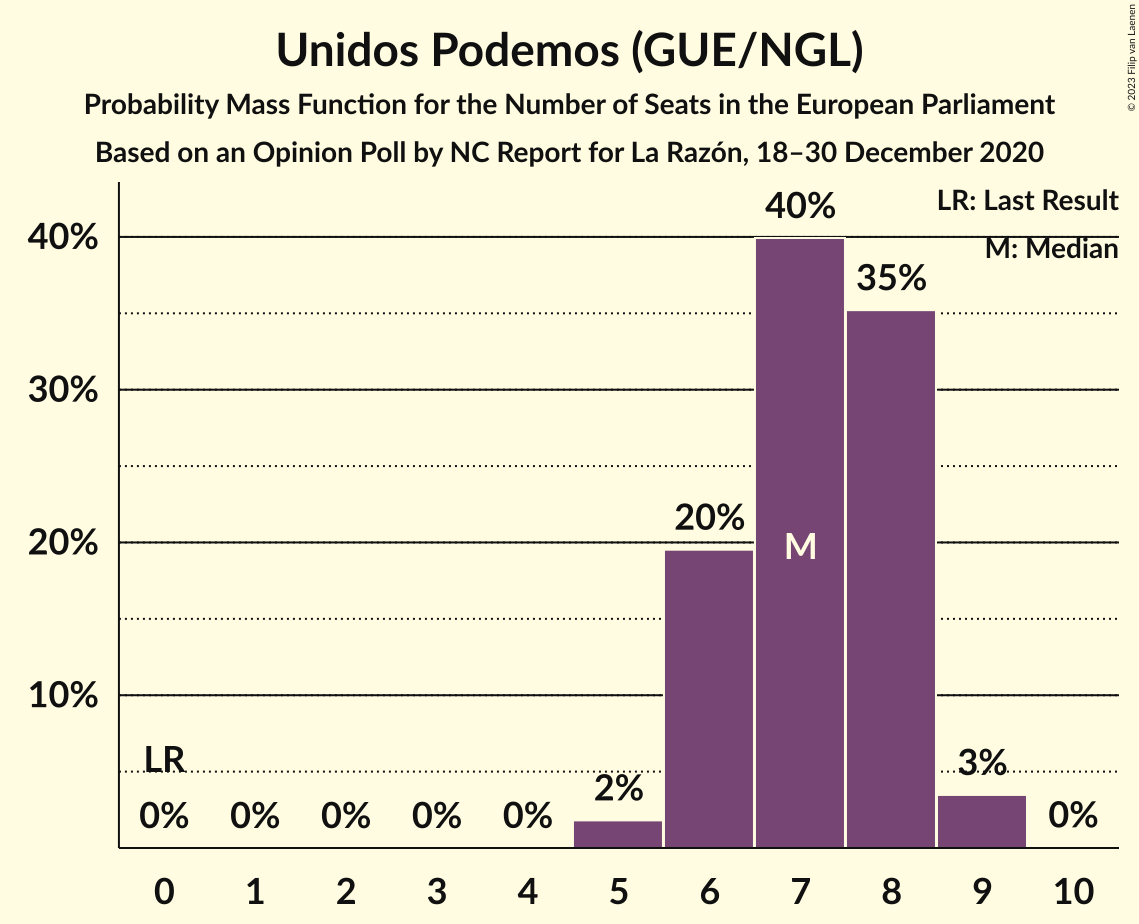 Unidos Podemos (GUE/NGL)
Probability Mass Function for the Number of Seats in the European Parliament
Based on an Opinion Poll by NC Report for La Razón, 18–30 December 2020
© 2023 Filip van Laenen
LR: Last Result
M: Median
40%
30%
20%
10%
LR
0%
0%
0%
0%
0%
2%
20%
40%
M
35%
3%
0%
0 1 2 3 4 5 6 7 8 9 10